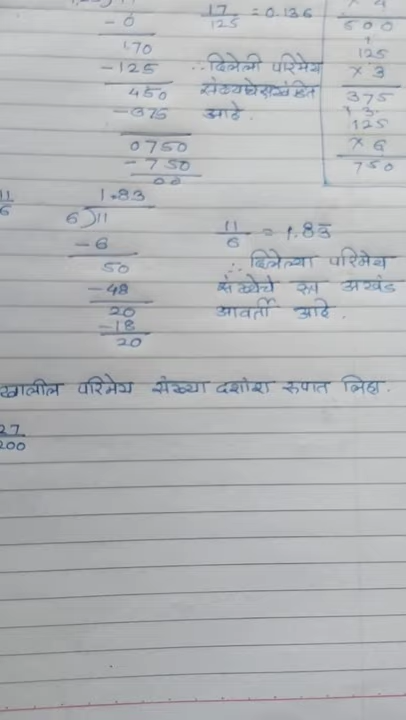 - 0
170
- 125
450
- 375
0750
- 750
00
17/125 = 0.136
∴ दिलेली परिमेय
संख्येचे खंडित
आहे.
× 4
500
125
× 3
375
125
× 6
750
11/6
1.83
6)11
- 6
50
- 48
20
- 18
20
11/6 = 1.83̅
∴ दिलेल्या परिमेय
संख्येचे रूप अखंड
आवर्ती आहे.
खालील परिमेय संख्या दशांश रुपात लिहा.
27/200